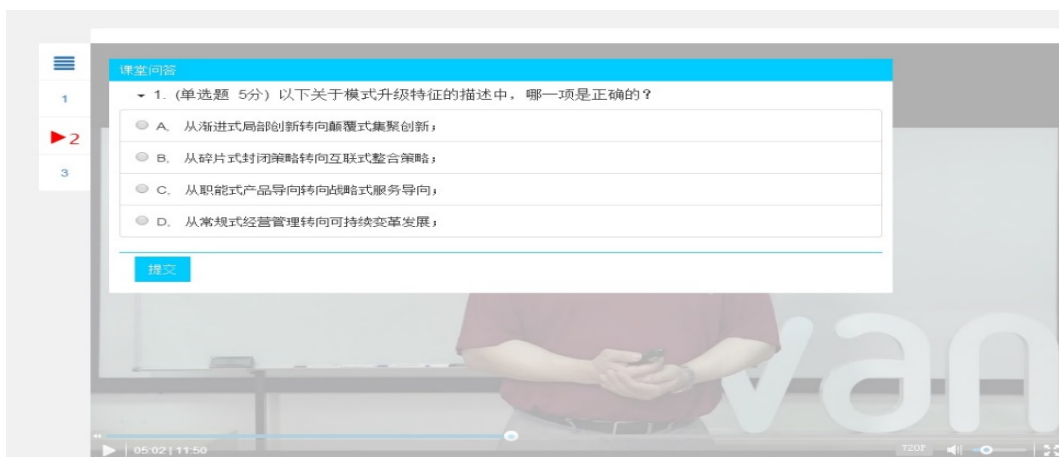 课堂问答
1. (单选题 5分) 以下关于模式升级特征的描述中，哪一项是正确的？
1
A. 从渐进式局部创新转向颠覆式集聚创新；
2
B. 从碎片式封闭策略转向互联式整合策略；
3
C. 从职能式产品导向转向战略式服务导向；
D. 从常规式经营管理转向可持续变革发展；
提交
van
05:02 | 11:50
720P